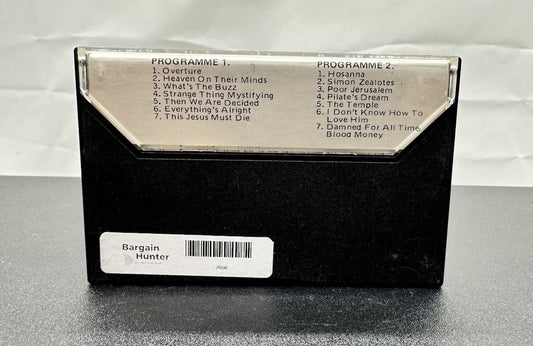 PROGRAMME 1.
1. Overture
2. Heaven On Their Minds
3. What's The Buzz
4. Strange Thing Mystifying
5. Then We Are Decided
6. Everything's Alright
7. This Jesus Must Die
PROGRAMME 2.
1. Hosanna
2. Simon Zealotes
3. Poor Jerusalem
4. Pilate's Dream
5. The Temple
6. I Don't Know How To
Love Him
7. Damned For All Time
Blood Money
Bargain
Hunter